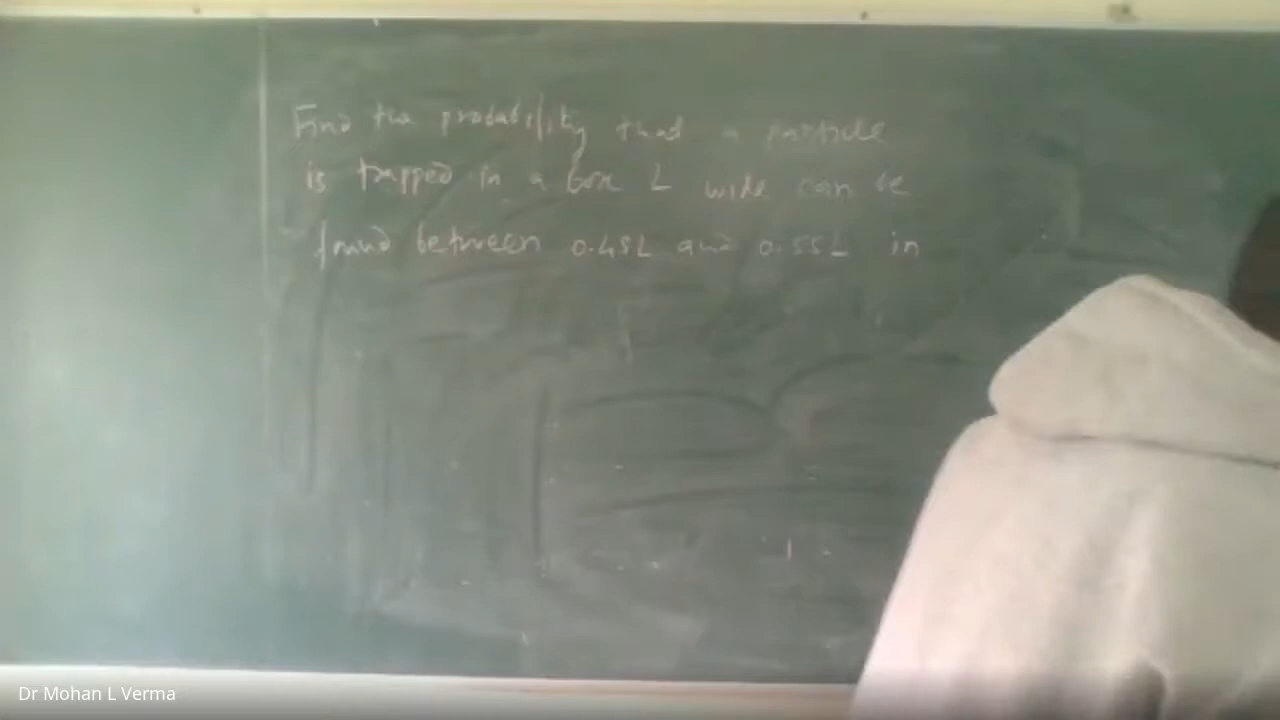 Find the probability that a particle
is trapped in a box L wide can be
found between 0.45L and 0.55L in
Dr Mohan L Verma